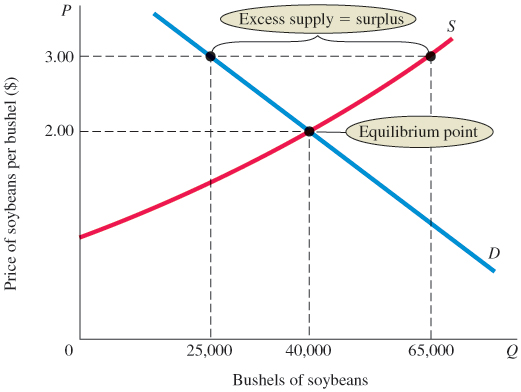 P
Excess supply = surplus
S
3.00
2.00
Equilibrium point
Price of soybeans per bushel ($)
D
0
25,000
40,000
65,000
Q
Bushels of soybeans